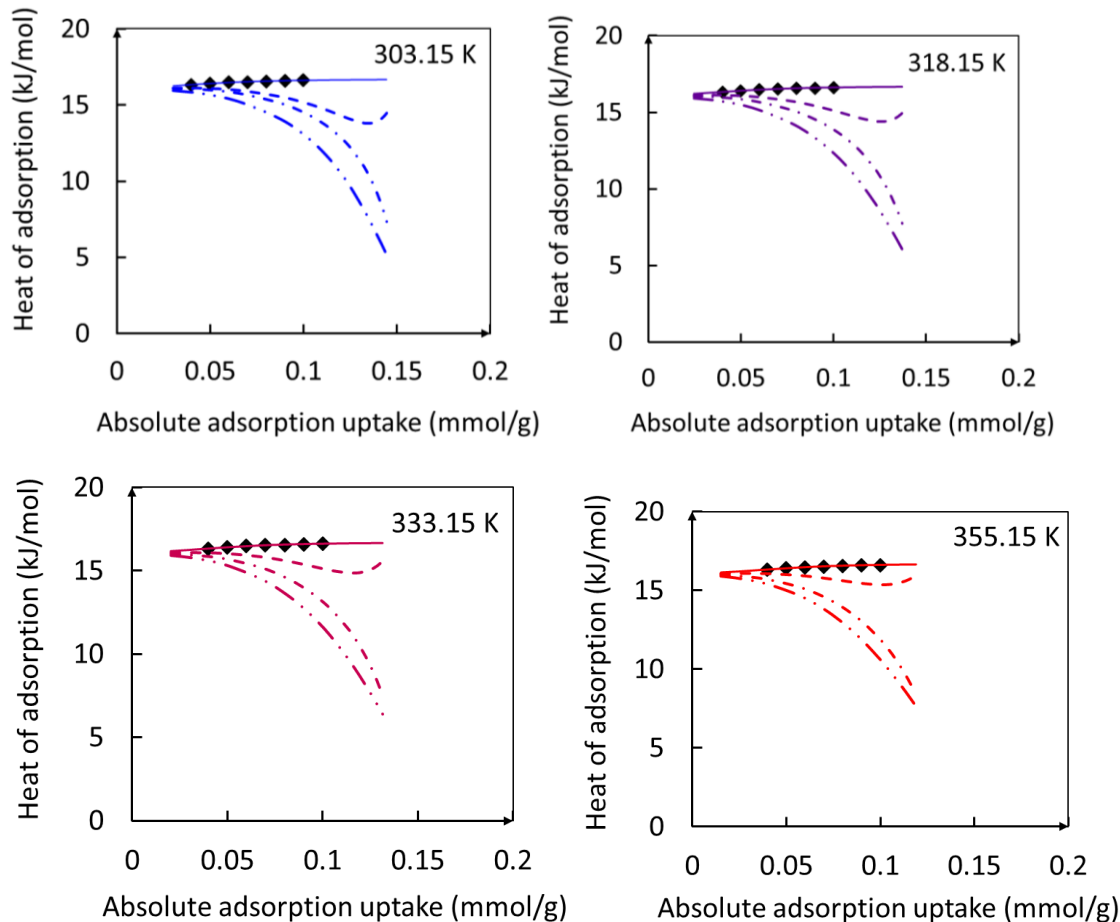 Heat of adsorption (kJ/mol)
20
15
10
5
0
303.15 K
0 0.05 0.1 0.15 0.2
Absolute adsorption uptake (mmol/g)
Heat of adsorption (kJ/mol)
20
15
10
5
0
318.15 K
0 0.05 0.1 0.15 0.2
Absolute adsorption uptake (mmol/g)
Heat of adsorption (kJ/mol)
20
15
10
5
0
333.15 K
0 0.05 0.1 0.15 0.2
Absolute adsorption uptake (mmol/g)
Heat of adsorption (kJ/mol)
20
15
10
5
0
355.15 K
0 0.05 0.1 0.15 0.2
Absolute adsorption uptake (mmol/g)